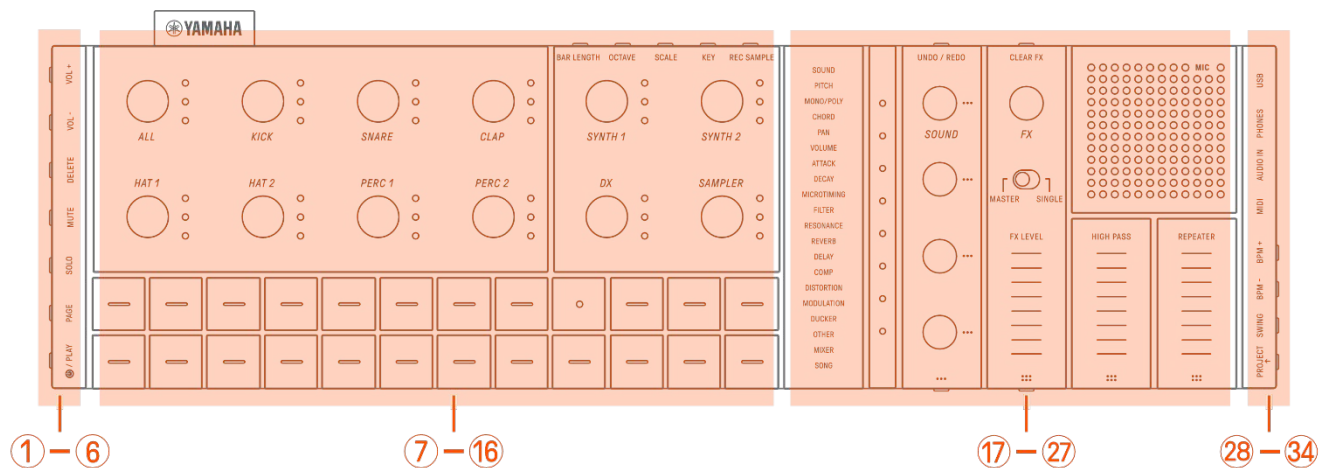 YAMAHA
VOL +
VOL -
DELETE
MUTE
SOLO
PAGE
/ PLAY
BAR LENGTH OCTAVE SCALE KEY REC SAMPLE
ALL KICK SNARE CLAP SYNTH 1 SYNTH 2
HAT 1 HAT 2 PERC 1 PERC 2 DX SAMPLER
SOUND
PITCH
MONO/POLY
CHORD
PAN
VOLUME
ATTACK
DECAY
MICROTIMING
FILTER
RESONANCE
REVERB
DELAY
COMP
DISTORTION
MODULATION
DUCKER
OTHER
MIXER
SONG
UNDO / REDO
SOUND
CLEAR FX
FX
MASTER SINGLE
FX LEVEL
MIC
HIGH PASS
REPEATER
USB
PHONES
AUDIO IN
MIDI
BPM +
BPM -
SWING
PROJECT
1 – 6 7 – 16 17 – 27 28 – 34